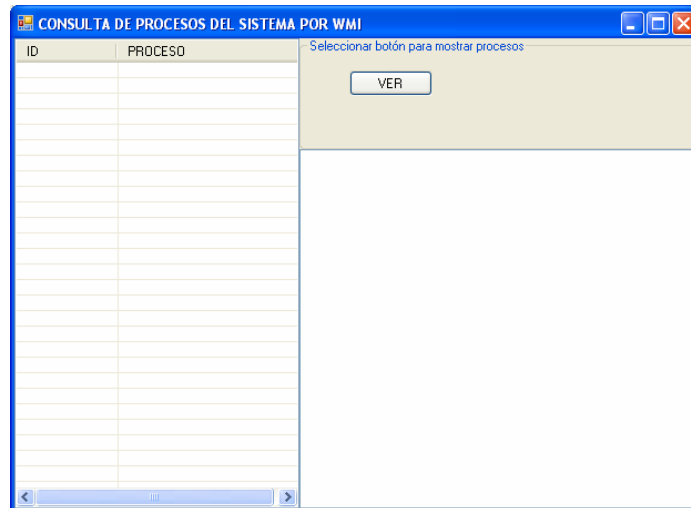 CONSULTA DE PROCESOS DEL SISTEMA POR WMI
ID PROCESO
Seleccionar botón para mostrar procesos
VER